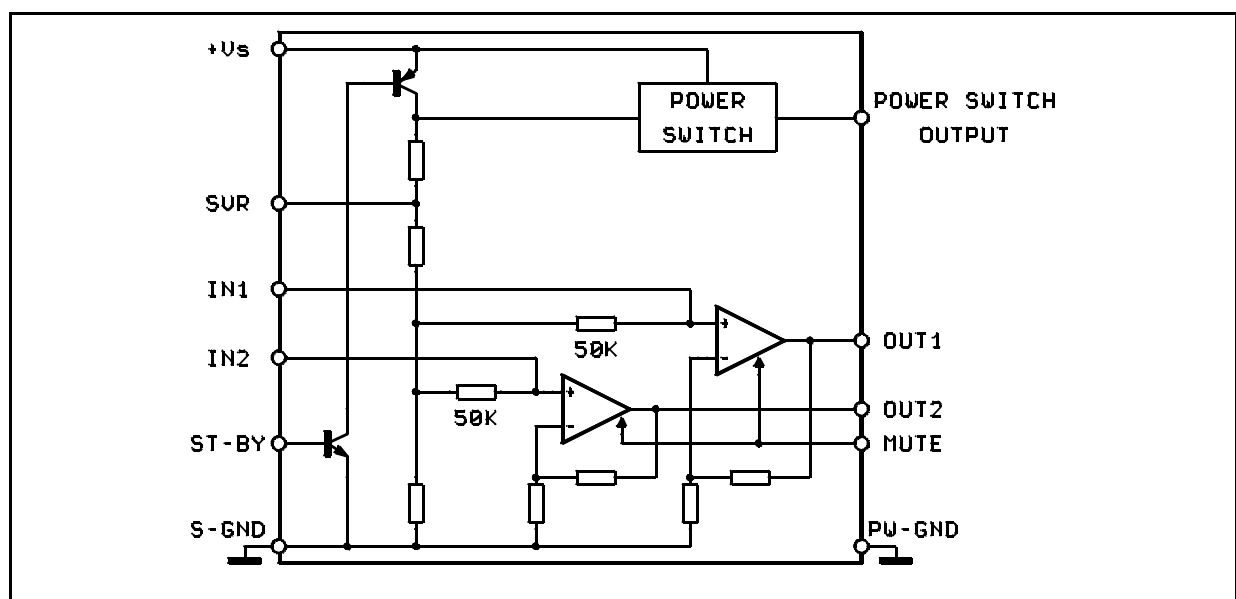 +Vs
POWER
SWITCH
POWER SWITCH
OUTPUT
SVR
IN1
+
-
50K
OUT1
IN2
+
-
50K
OUT2
ST-BY
MUTE
S-GND
PW-GND